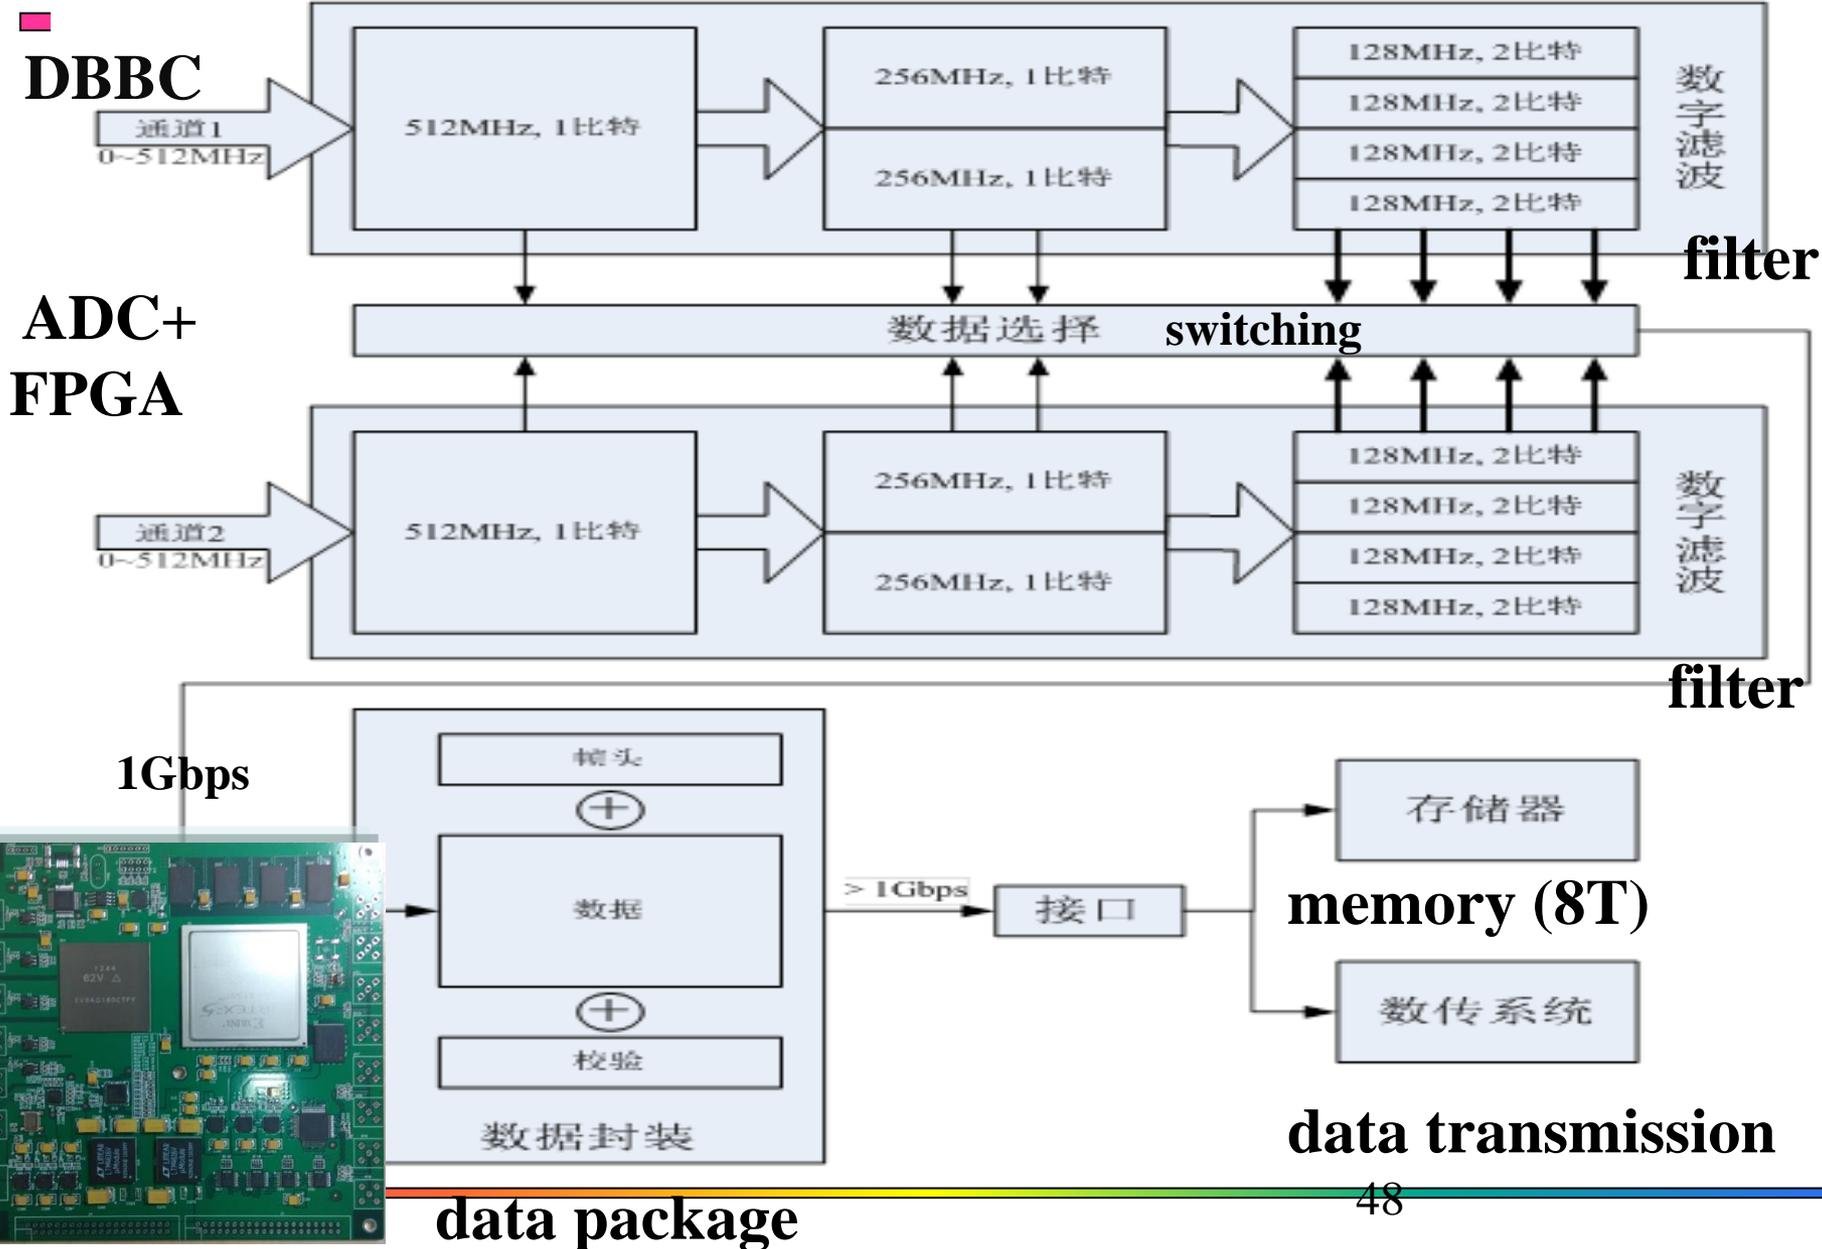 DBBC
通道1
0~512MHz
512MHz, 1比特
256MHz, 1比特
256MHz, 1比特
128MHz, 2比特
128MHz, 2比特
128MHz, 2比特
128MHz, 2比特
数字滤波
filter
ADC+
FPGA
数据选择 switching
通道2
0~512MHz
512MHz, 1比特
256MHz, 1比特
256MHz, 1比特
128MHz, 2比特
128MHz, 2比特
128MHz, 2比特
128MHz, 2比特
数字滤波
filter
1Gbps
帧头
数据
校验
数据封装
> 1Gbps
接口
存储器
memory (8T)
数传系统
data transmission
48
data package